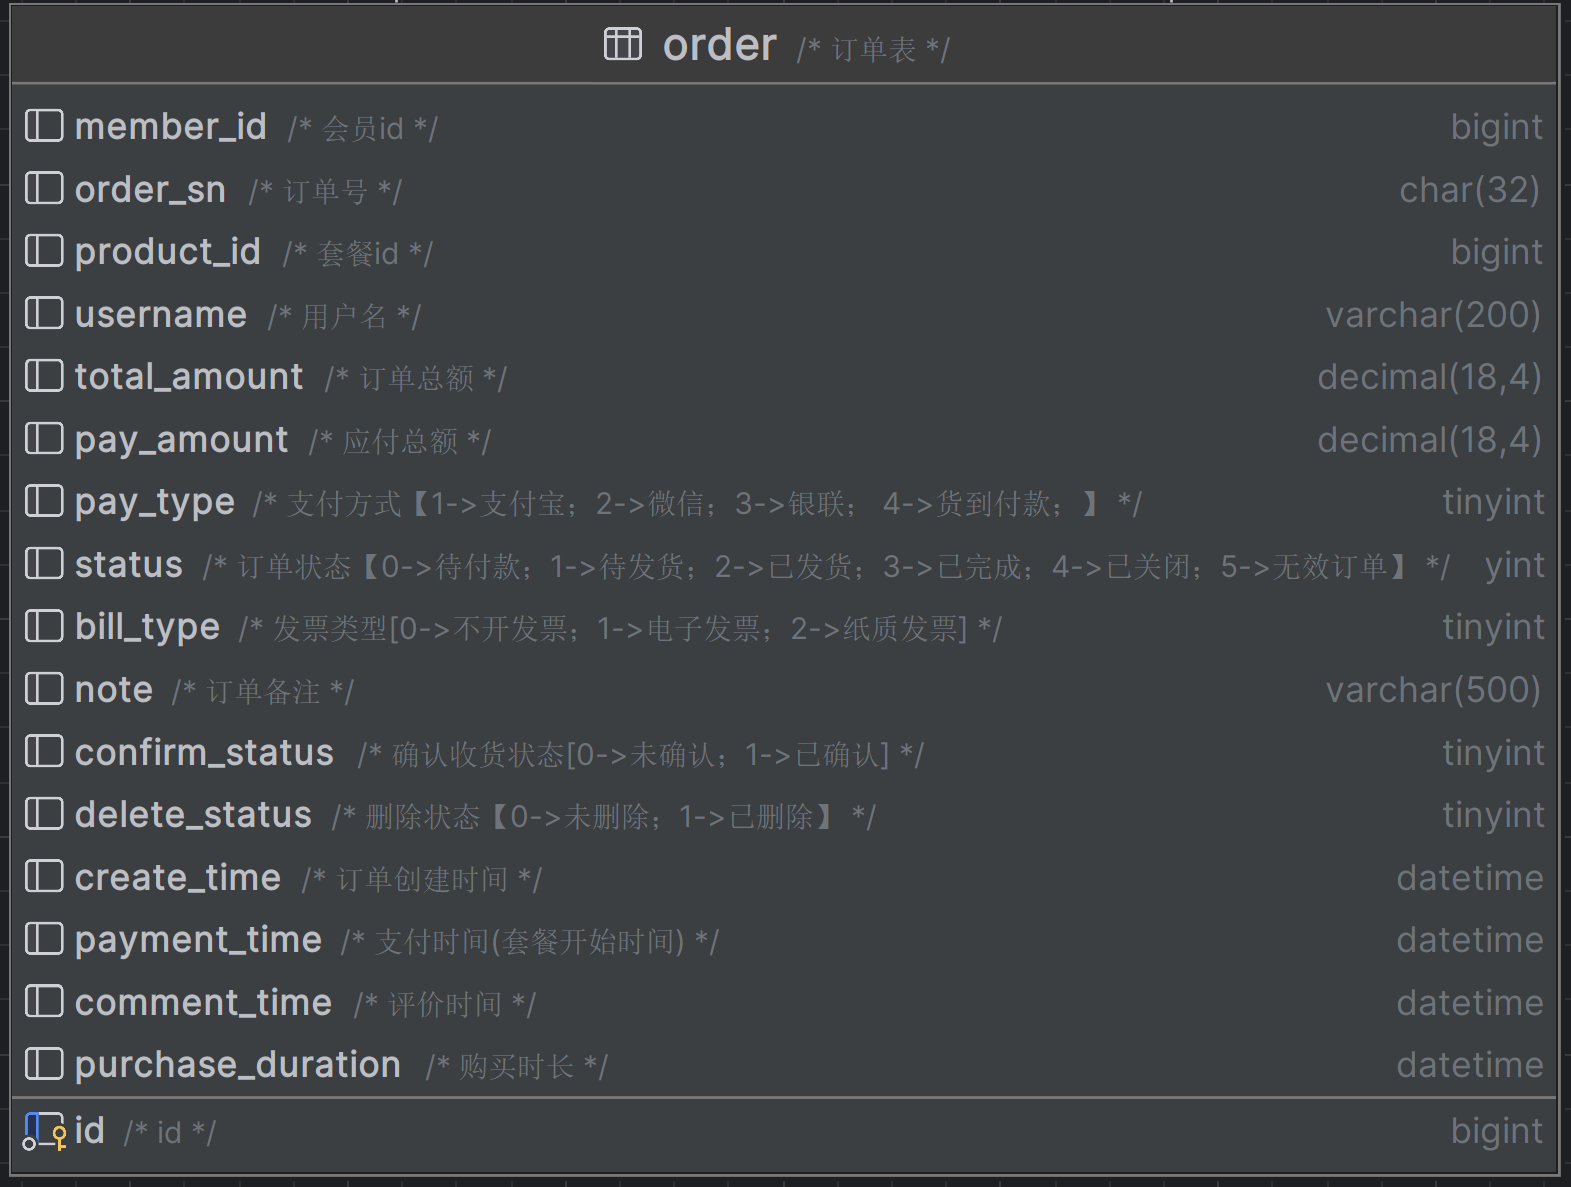 order /* 订单表 */
member_id /* 会员id */ bigint
order_sn /* 订单号 */ char(32)
product_id /* 套餐id */ bigint
username /* 用户名 */ varchar(200)
total_amount /* 订单总额 */ decimal(18,4)
pay_amount /* 应付总额 */ decimal(18,4)
pay_type /* 支付方式【1->支付宝；2->微信；3->银联； 4->货到付款；】 */ tinyint
status /* 订单状态【0->待付款；1->待发货；2->已发货；3->已完成；4->已关闭；5->无效订单】 */ yint
bill_type /* 发票类型[0->不开发票；1->电子发票；2->纸质发票] */ tinyint
note /* 订单备注 */ varchar(500)
confirm_status /* 确认收货状态[0->未确认；1->已确认] */ tinyint
delete_status /* 删除状态【0->未删除；1->已删除】 */ tinyint
create_time /* 订单创建时间 */ datetime
payment_time /* 支付时间(套餐开始时间) */ datetime
comment_time /* 评价时间 */ datetime
purchase_duration /* 购买时长 */ datetime
id /* id */ bigint